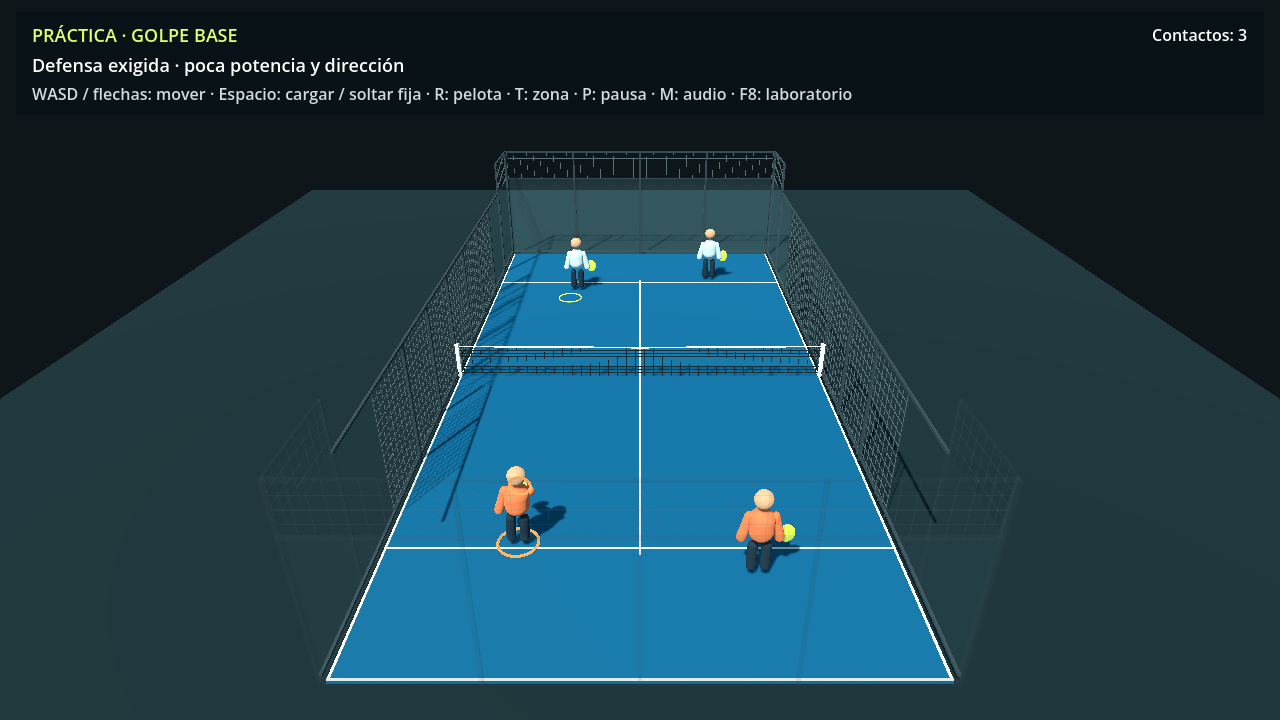 PRÁCTICA · GOLPE BASE
Contactos: 3
Defensa exigida · poca potencia y dirección
WASD / flechas: mover · Espacio: cargar / soltar fija · R: pelota · T: zona · P: pausa · M: audio · F8: laboratorio